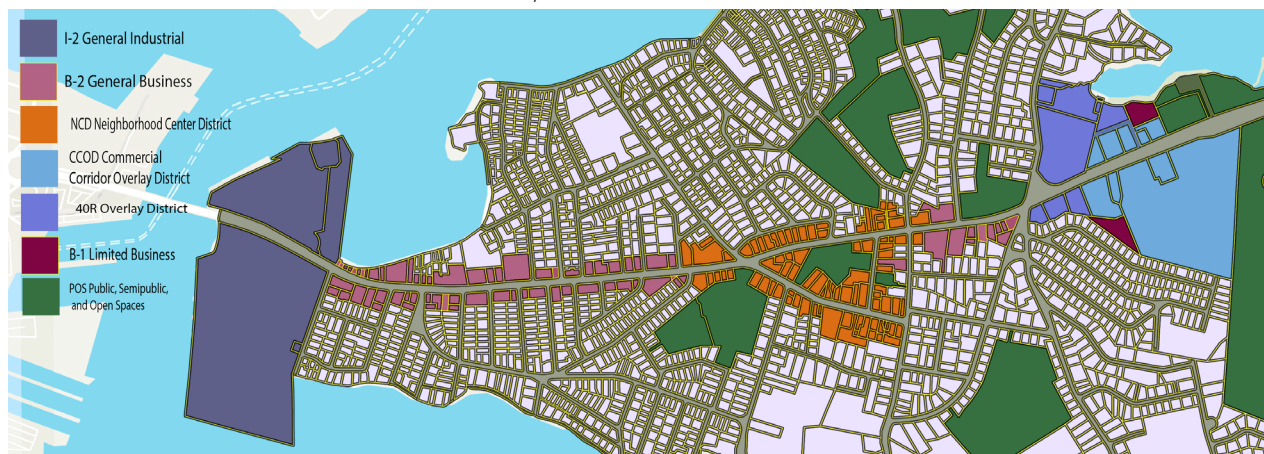 I-2 General Industrial
B-2 General Business
NCD Neighborhood Center District
CCOD Commercial
Corridor Overlay District
40R Overlay District
B-1 Limited Business
POS Public, Semipublic,
and Open Spaces